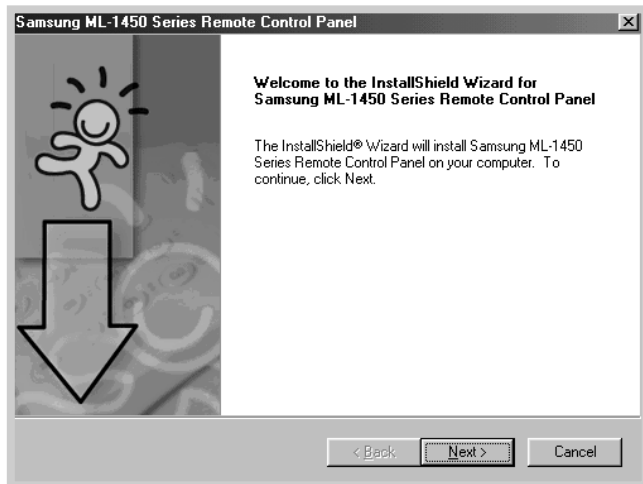 Samsung ML-1450 Series Remote Control Panel
Welcome to the InstallShield Wizard for
Samsung ML-1450 Series Remote Control Panel
The InstallShield® Wizard will install Samsung ML-1450
Series Remote Control Panel on your computer. To
continue, click Next.
< Back Next > Cancel